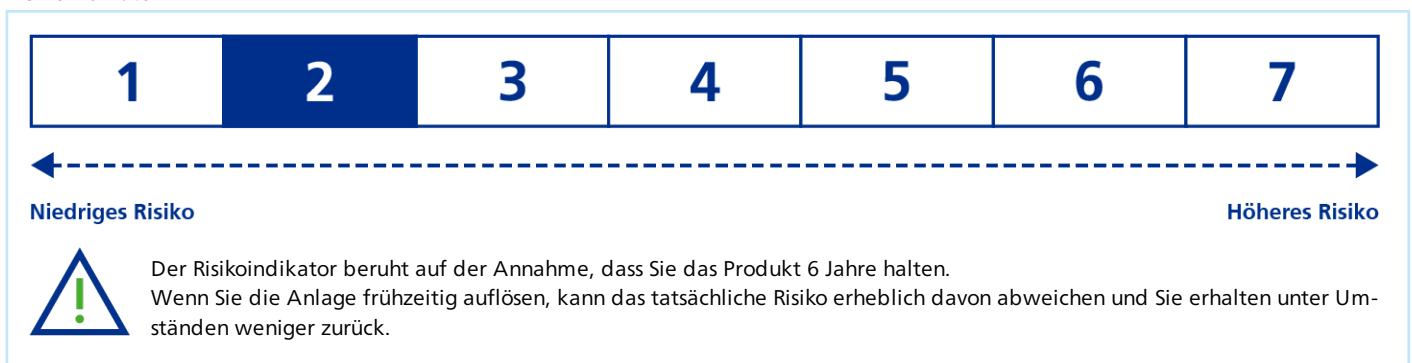 1 2 3 4 5 6 7
Niedriges Risiko Höheres Risiko
Der Risikoindikator beruht auf der Annahme, dass Sie das Produkt 6 Jahre halten.
Wenn Sie die Anlage frühzeitig auflösen, kann das tatsächliche Risiko erheblich davon abweichen und Sie erhalten unter Um-
ständen weniger zurück.